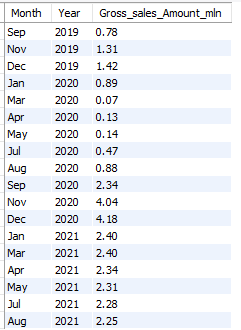 Month Year Gross_sales_Amount_mln
Sep 2019 0.78
Nov 2019 1.31
Dec 2019 1.42
Jan 2020 0.89
Mar 2020 0.07
Apr 2020 0.13
May 2020 0.14
Jul 2020 0.47
Aug 2020 0.88
Sep 2020 2.34
Nov 2020 4.04
Dec 2020 4.18
Jan 2021 2.40
Mar 2021 2.40
Apr 2021 2.34
May 2021 2.31
Jul 2021 2.28
Aug 2021 2.25